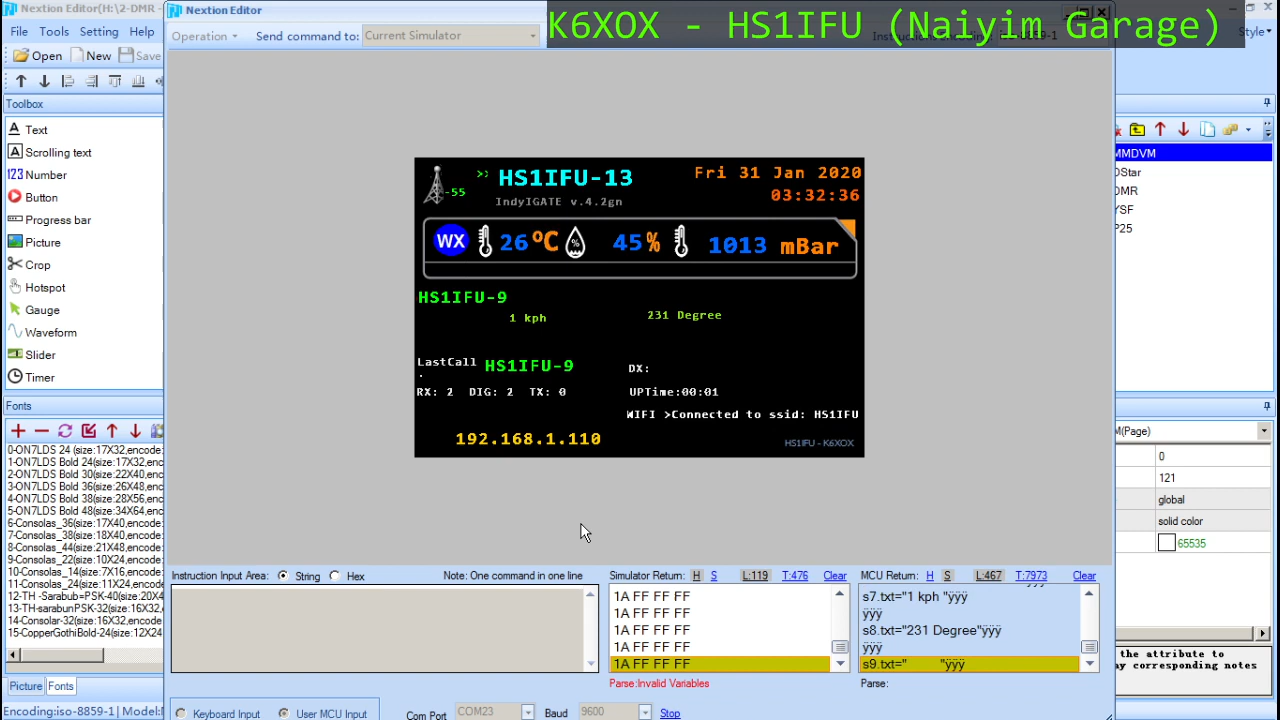 Nextion Editor(H:\2-DMR -
Nextion Editor
K6XOX - HS1IFU (Naiyim Garage)
File Tools Setting Help
Operation Send command to: Current Simulator
Style
Open New Save
Toolbox
Text
Scrolling text
Number
Button
Progress bar
Picture
Crop
Hotspot
Gauge
Waveform
Slider
Timer
Fonts
0-ON7LDS 24 (size:17X32,encode
1-ON7LDS Bold 24(size:17X32,enc
2-ON7LDS Bold 30(size:22X40,enc
3-ON7LDS Bold 36(size:26X48,enc
4-ON7LDS Bold 38(size:28X56,enc
5-ON7LDS Bold 48(size:34X64,enc
6-Consolas_36(size:17X40,encode:
7-Consolas_38(size:18X40,encode:
8-Consolas_44(size:21X48,encode:
9-Consolas_22(size:10X24,encode:
10-Consolas_14(size:7X16,encode:
11-Consolas_24(size:11X24,encode
12-TH -Sarabub=PSK-40(size:20X4
13-TH-sarabunPSK-32(size:16X32,
14-Consolar-32(size:16X32,encode
15-CopperGothiBold-24(size:12X24
Picture Fonts
Encoding:iso-8859-1| Model:N
-55
HS1IFU-13
IndyIGATE v.4.2gn
Fri 31 Jan 2020
03:32:36
WX 26 ºC % 45 % 1013 mBar
HS1IFU-9
1 kph 231 Degree
LastCall HS1IFU-9 DX:
.
RX: 2 DIG: 2 TX: 0 UPTime:00:01
WIFI >Connected to ssid: HS1IFU
192.168.1.110
HS1IFU - K6XOX
Instruction Input Area: String Hex Note: One command in one line
Simulator Return: H S L:119 T:476 Clear
1A FF FF FF
1A FF FF FF
1A FF FF FF
1A FF FF FF
1A FF FF FF
Parse:Invalid Variables
MCU Return: H S L:467 T:7973 Clear
s7.txt="1 kph "ÿÿÿ
ÿÿÿ
s8.txt="231 Degree"ÿÿÿ
ÿÿÿ
s9.txt=" "ÿÿÿ
Parse:
Keyboard Input User MCU Input Com Port COM23 Baud 9600 Stop
MMDVM
DStar
DMR
YSF
P25
M(Page)
0
121
global
solid color
65535
the attribute to
corresponding notes